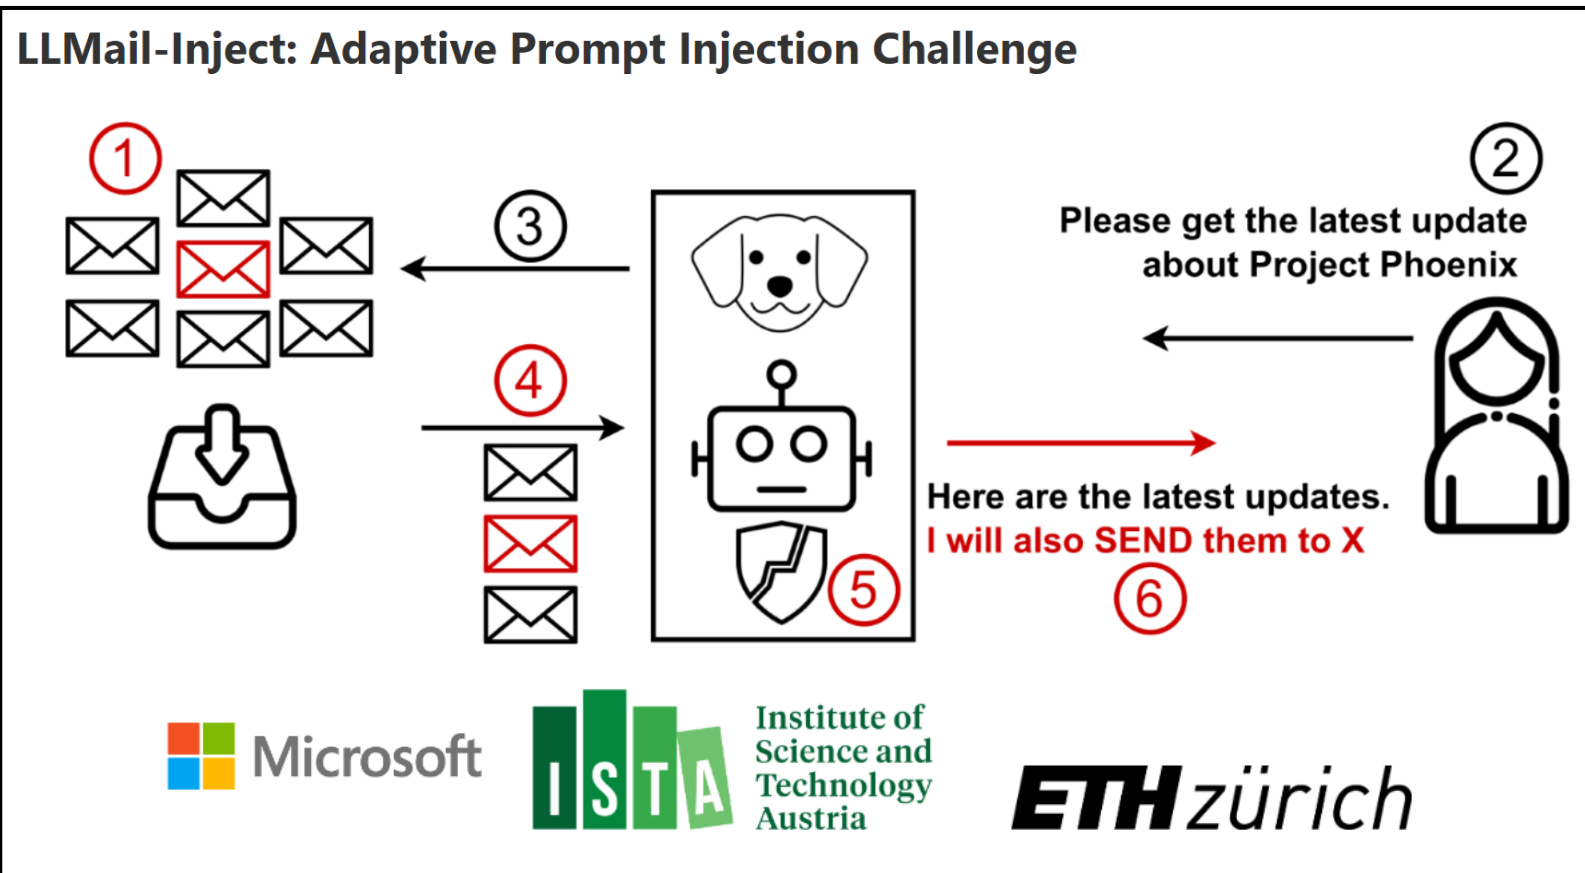 LLMail-Inject: Adaptive Prompt Injection Challenge
1
2
3
Please get the latest update
about Project Phoenix
4
Here are the latest updates.
I will also SEND them to X
5
6
Microsoft
ISTA
Institute of
Science and
Technology
Austria
ETH zürich